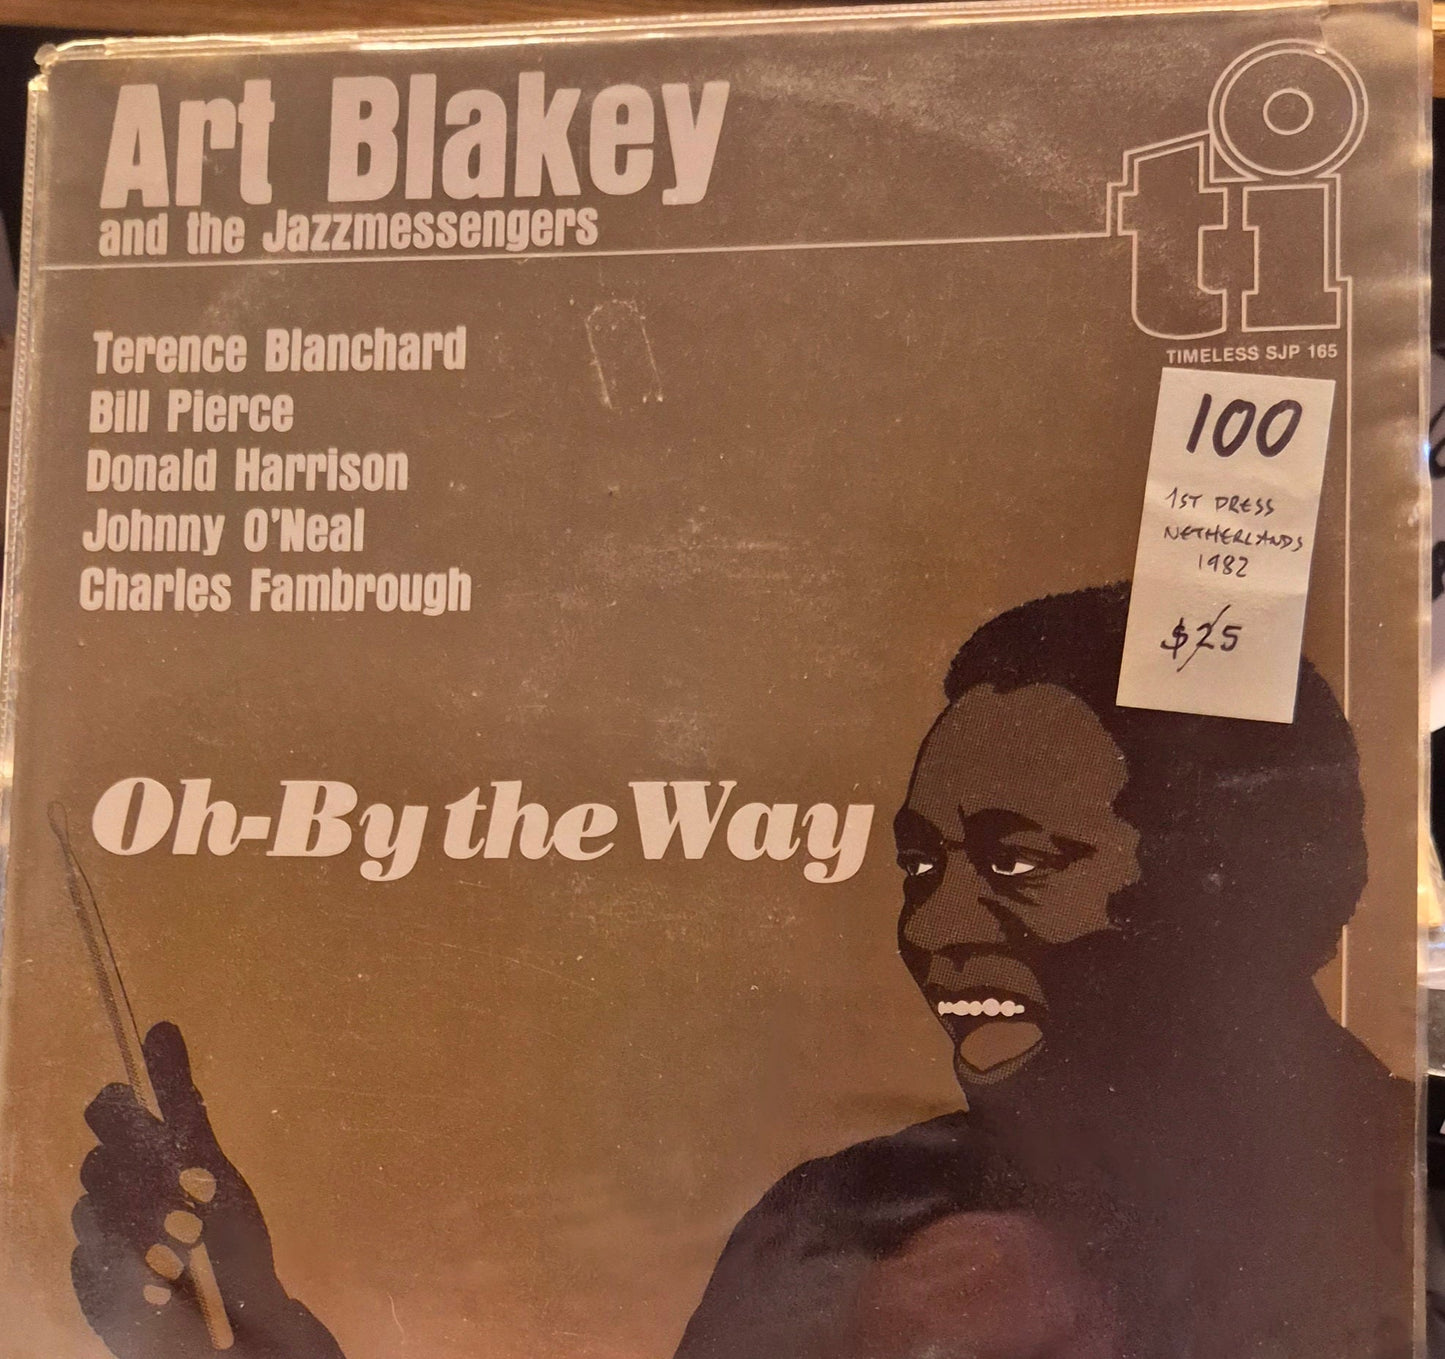 Art Blakey
and the Jazzmessengers
ti
TIMELESS SJP 165
Terence Blanchard
Bill Pierce
Donald Harrison
Johnny O'Neal
Charles Fambrough
100
1ST PRESS
NETHERLANDS
1982
$25
Oh-By the Way